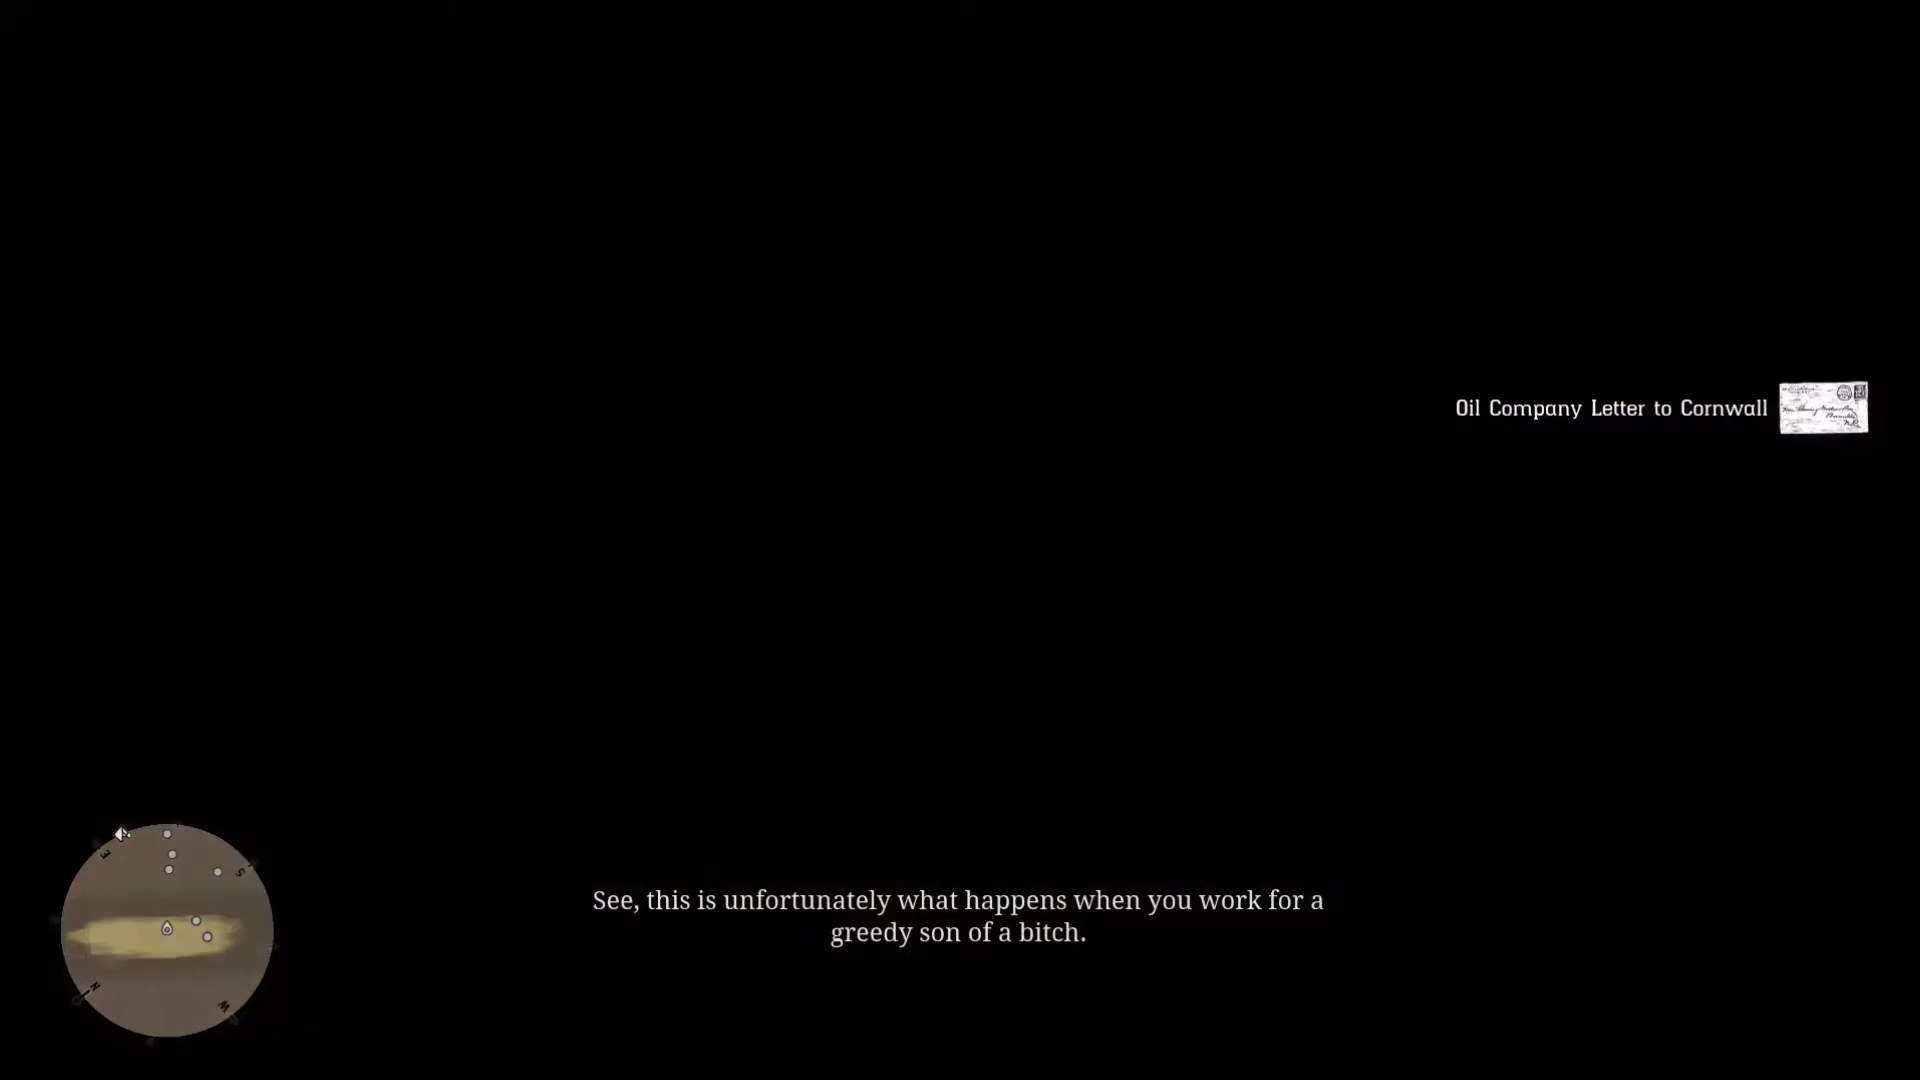 Oil Company Letter to Cornwall
E
S
N
W
See, this is unfortunately what happens when you work for a
greedy son of a bitch.